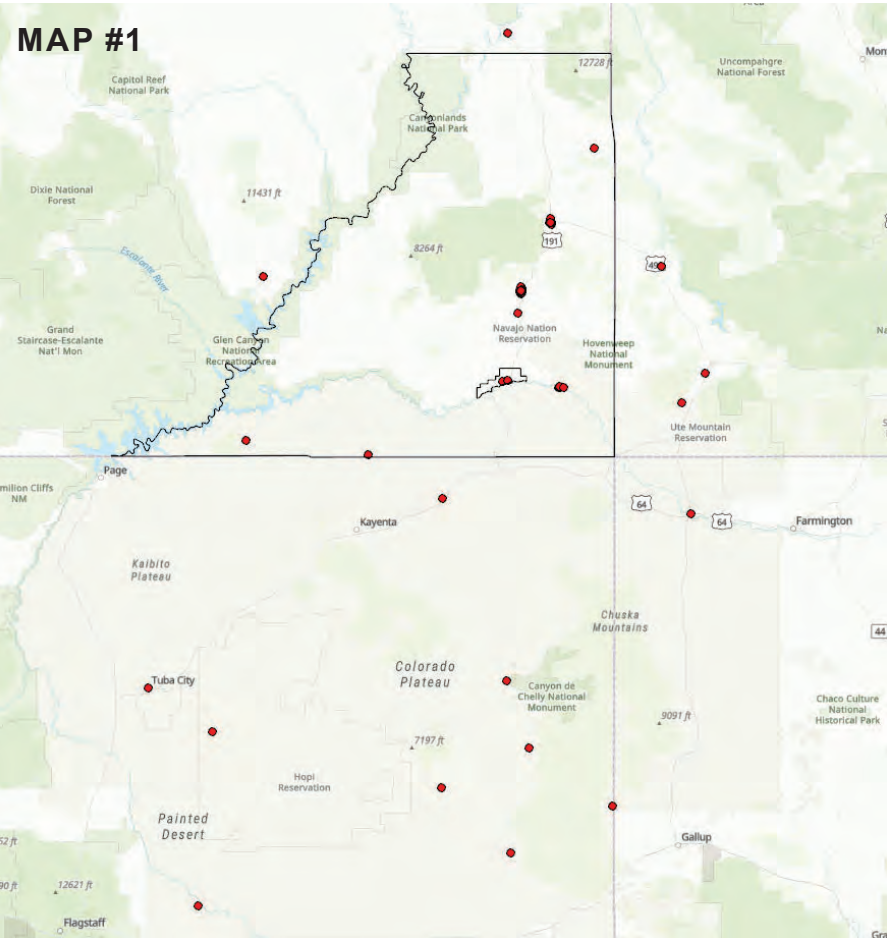 MAP #1
12728 ft
Uncompahgre
National Forest
Capitol Reef
National Park
Canyonlands
National Park
Dixie National
Forest
11431 ft
191
8264 ft
Escalante
River
Grand
Staircase-Escalante
Nat'l Mon
Glen Canyon
National
Recreation Area
Navajo Nation
Reservation
Hovenweep
National
Monument
Ute Mountain
Reservation
Page
NM
64
64
Farmington
Kayenta
Kaibito
Plateau
Chuska
Mountains
44
Colorado
Plateau
Tuba City
Canyon de
Chelly National
Monument
9091 ft
Chaco Culture
National
Historical Park
7197 ft
Hopi
Reservation
Painted
Desert
Gallup
12621 ft
Flagstaff